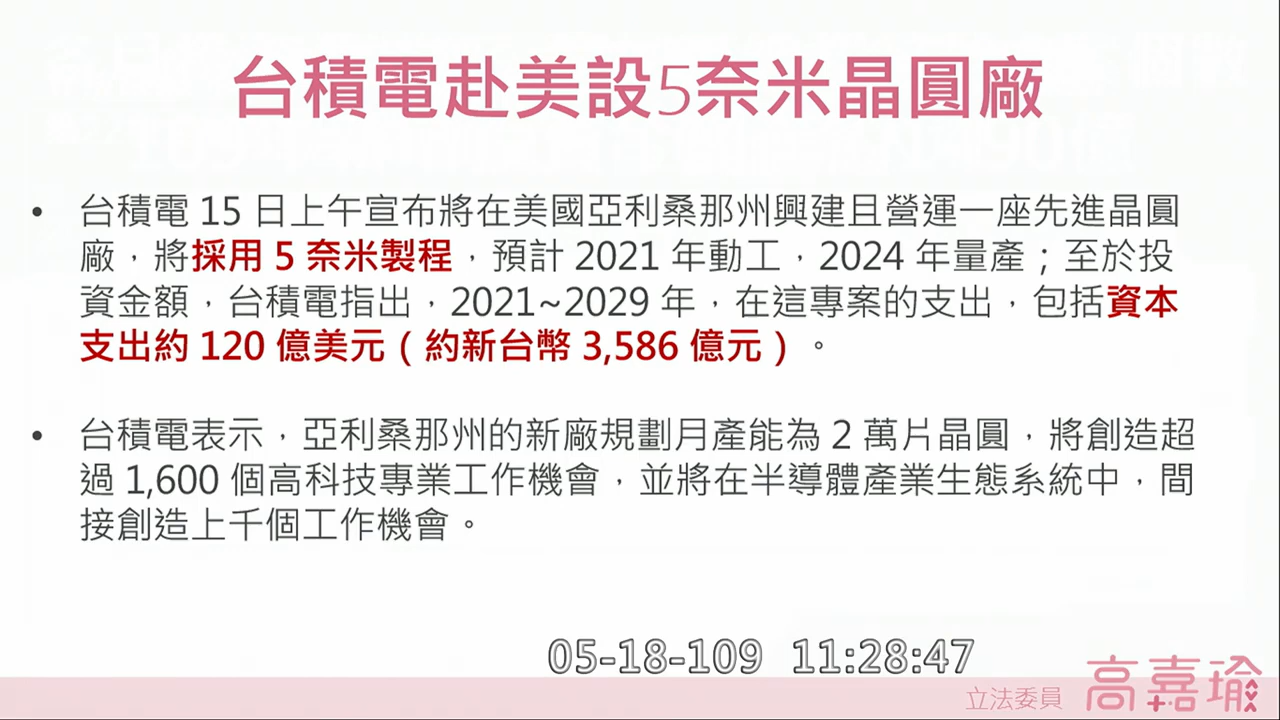 台積電赴美設5奈米晶圓廠
• 台積電 15 日上午宣布將在美國亞利桑那州興建且營運一座先進晶圓
廠，將採用 5 奈米製程，預計 2021 年動工，2024 年量產；至於投
資金額，台積電指出，2021~2029 年，在這專案的支出，包括資本
支出約 120 億美元（約新台幣 3,586 億元）。
• 台積電表示，亞利桑那州的新廠規劃月產能為 2 萬片晶圓，將創造超
過 1,600 個高科技專業工作機會，並將在半導體產業生態系統中，間
接創造上千個工作機會。
05-18-109 11:28:47
立法委員 高嘉瑜